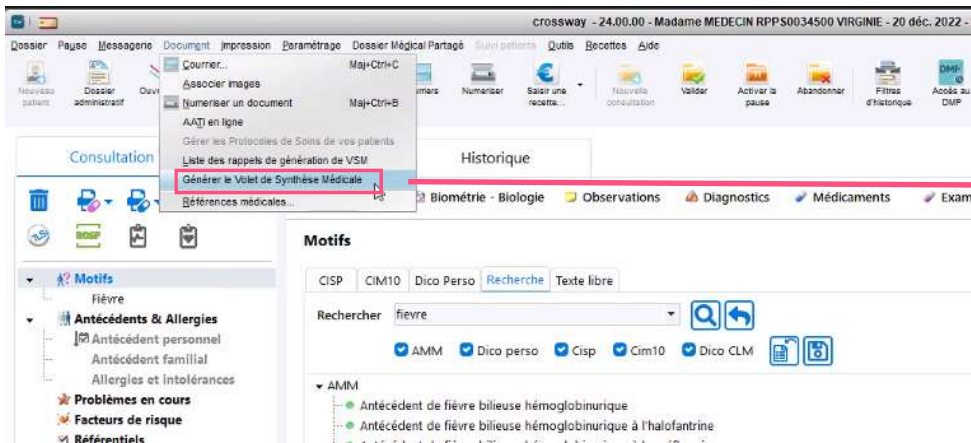 crossway - 24.00.00 - Madame MEDECIN RPPS0034500 VIRGINIE - 20 déc. 2022 -
Dossier Pause Messagerie Document Impression Paramétrage Dossier Médical Partagé Suivi patients Outils Recettes Aide
Nouveau patient
Dossier administratif
Numériser
Saisir une recette...
Nouvelle consultation
Valider
Activer la pause
Abandonner
Filtres d'historique
Accès au DMP
Courrier... Maj+Ctrl+C
Associer images
Numeriser un document Maj+Ctrl+B
AATi en ligne
Gérer les Protocoles de Soins de vos patients
Liste des rappels de génération de VSM
Générer le Volet de Synthèse Médicale
Références médicales...
Consultation
Historique
Biométrie - Biologie Observations Diagnostics Médicaments Exam
ROSP
Motifs
Fièvre
Antécédents & Allergies
Antécédent personnel
Antécédent familial
Allergies et intolérances
Problèmes en cours
Facteurs de risque
Référentiels
Motifs
CISP CIM10 Dico Perso Recherche Texte libre
Rechercher fievre
AMM Dico perso Cisp Cim10 Dico CLM
AMM
Antécédent de fièvre bilieuse hémoglobinurique
Antécédent de fièvre bilieuse hémoglobinurique à l'halofantrine